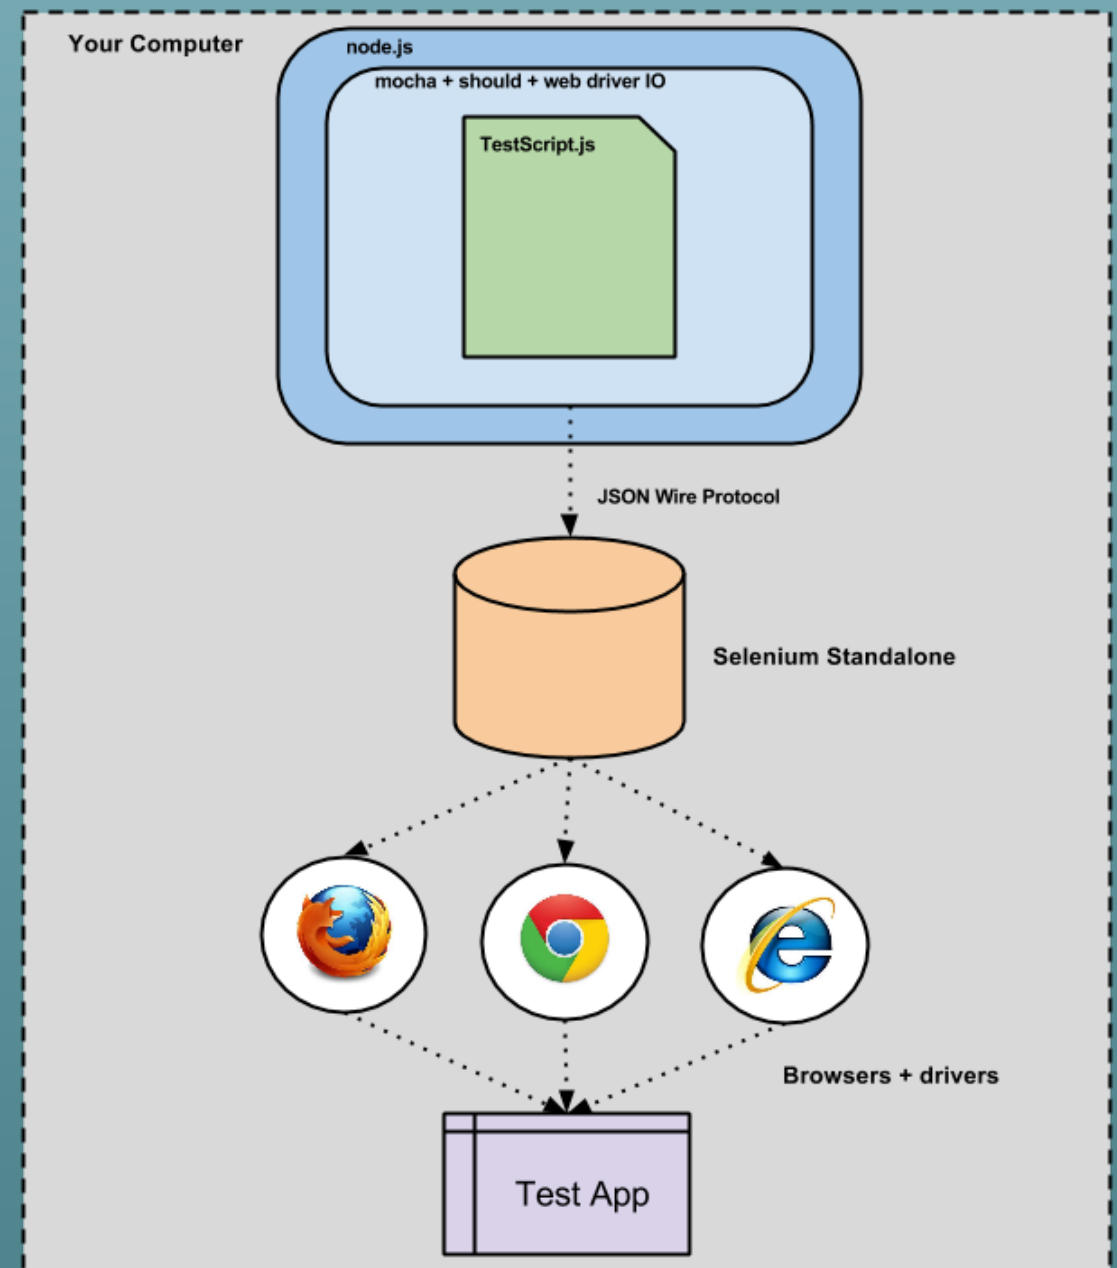 Your Computer
node.js
mocha + should + web driver IO
TestScript.js
JSON Wire Protocol
Selenium Standalone
Browsers + drivers
Test App